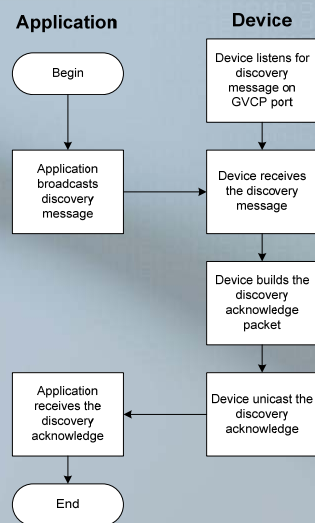 Application
Device
Begin
Device listens for
discovery
message on
GVCP port
Application
broadcasts
discovery
message
Device receives
the discovery
message
Device builds the
discovery
acknowledge
packet
Application
receives the
discovery
acknowledge
Device unicast the
discovery
acknowledge
End